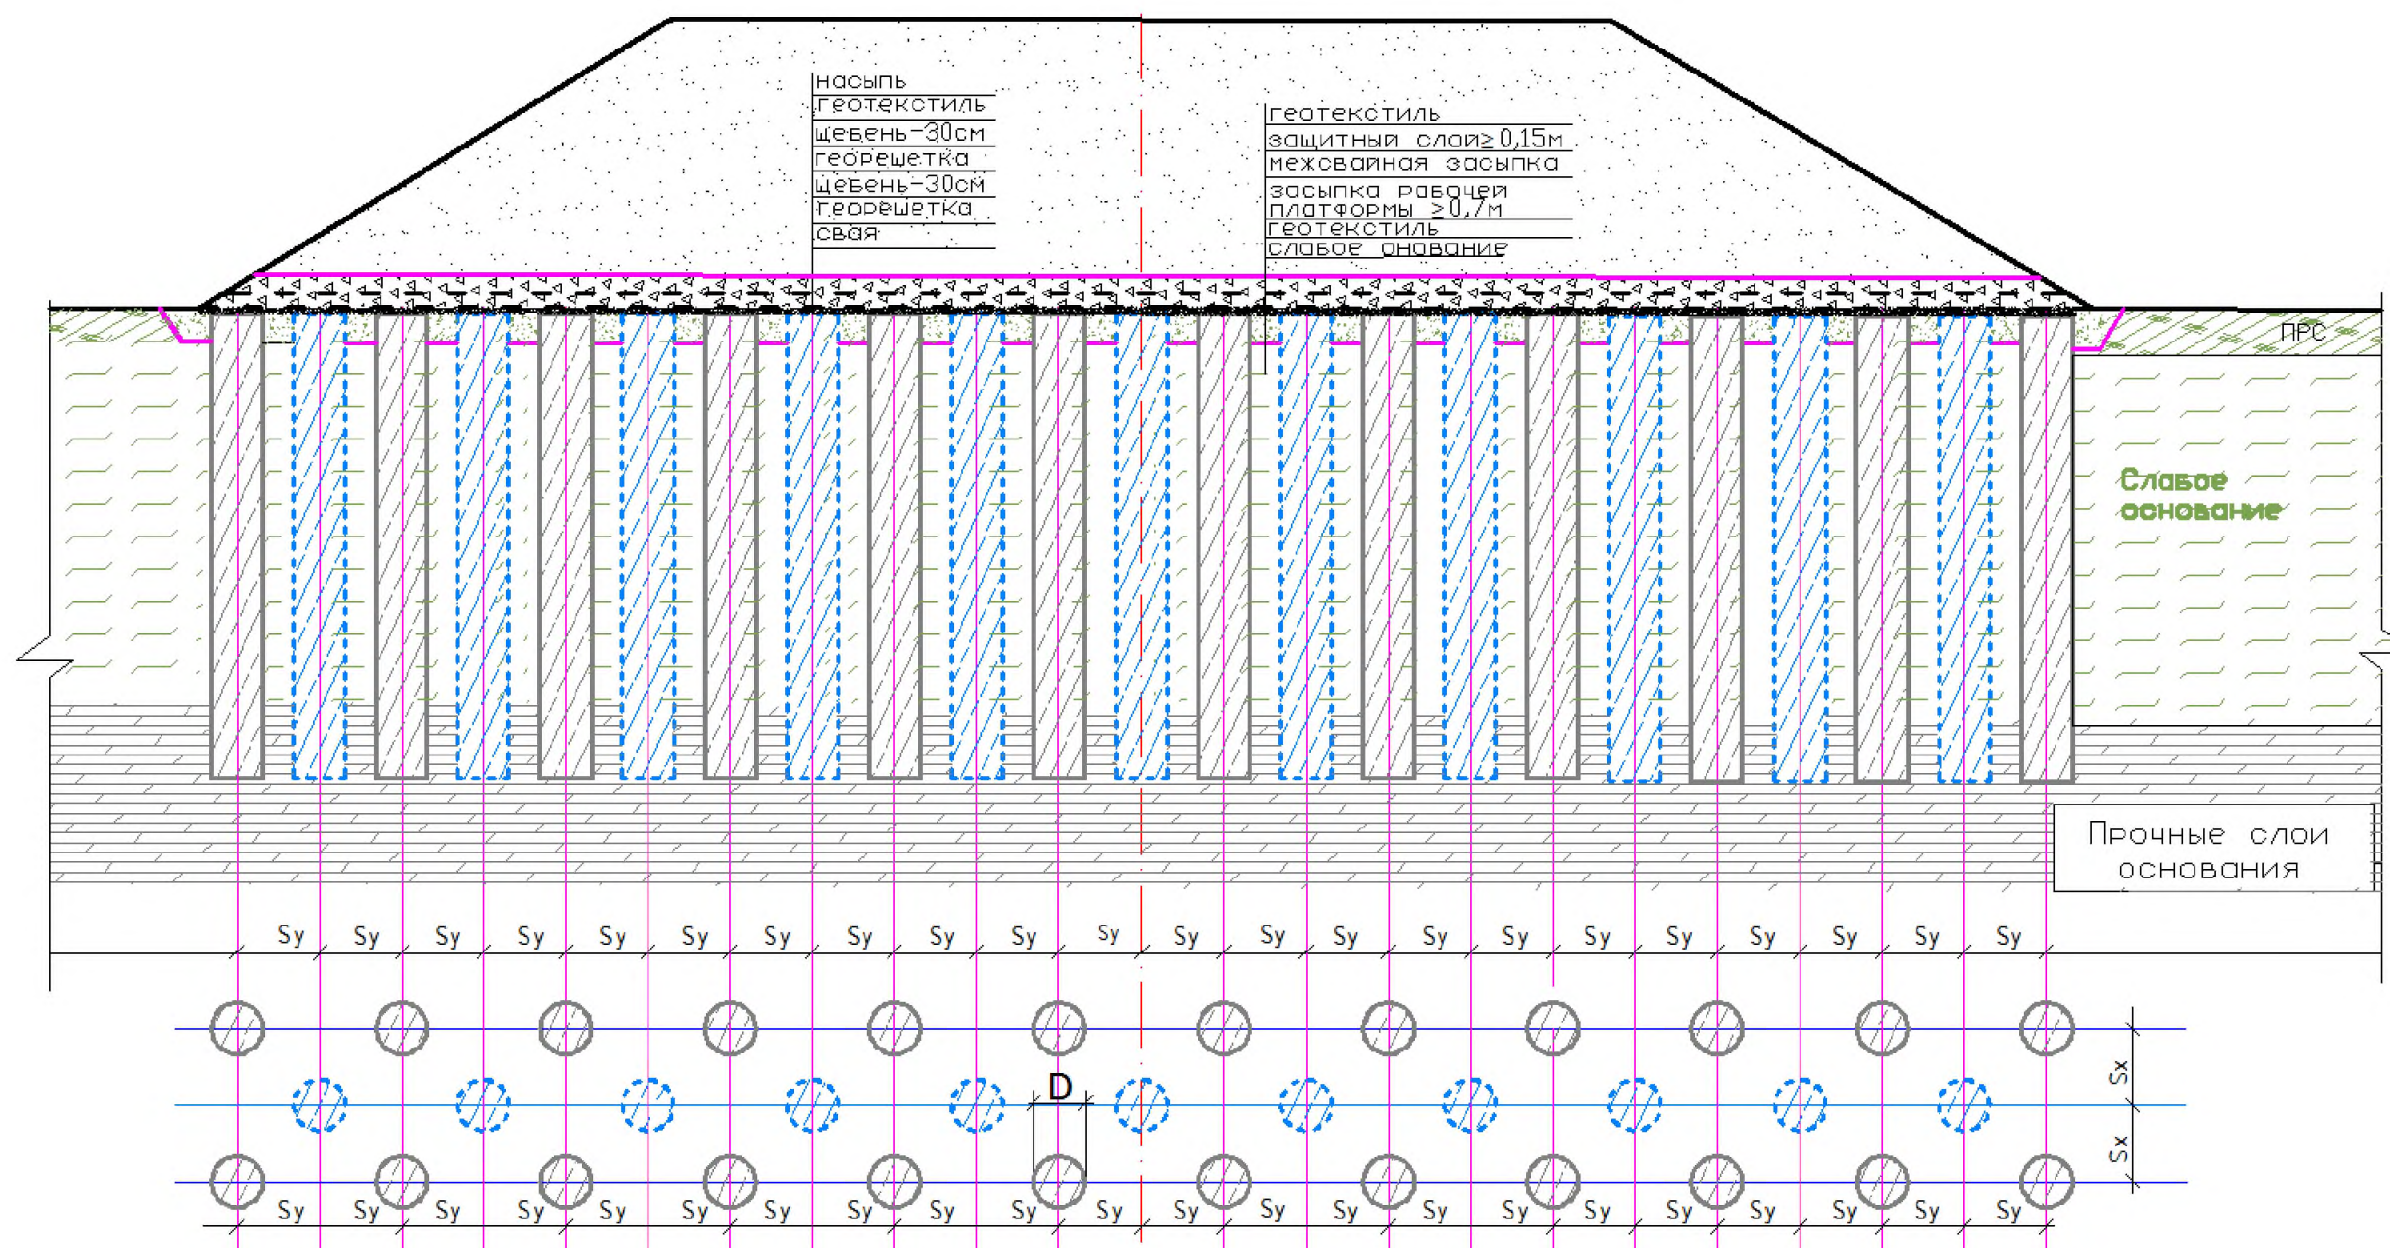 насыпь
геотекстиль
щебень-30см
георешетка
щебень-30см
георешетка
свая
геотекстиль
защитный слой≥0,15м
межсвайная засыпка
засыпка рабочей
платформы ≥0,7м
геотекстиль
слабое онование
ПРС
Слабое
основание
Прочные слои
основания
Sy Sy Sy Sy Sy Sy Sy Sy Sy Sy Sy Sy Sy Sy Sy Sy Sy Sy Sy Sy Sy Sy
Sx
D
Sx
Sy Sy Sy Sy Sy Sy Sy Sy Sy Sy Sy Sy Sy Sy Sy Sy Sy Sy Sy Sy Sy Sy